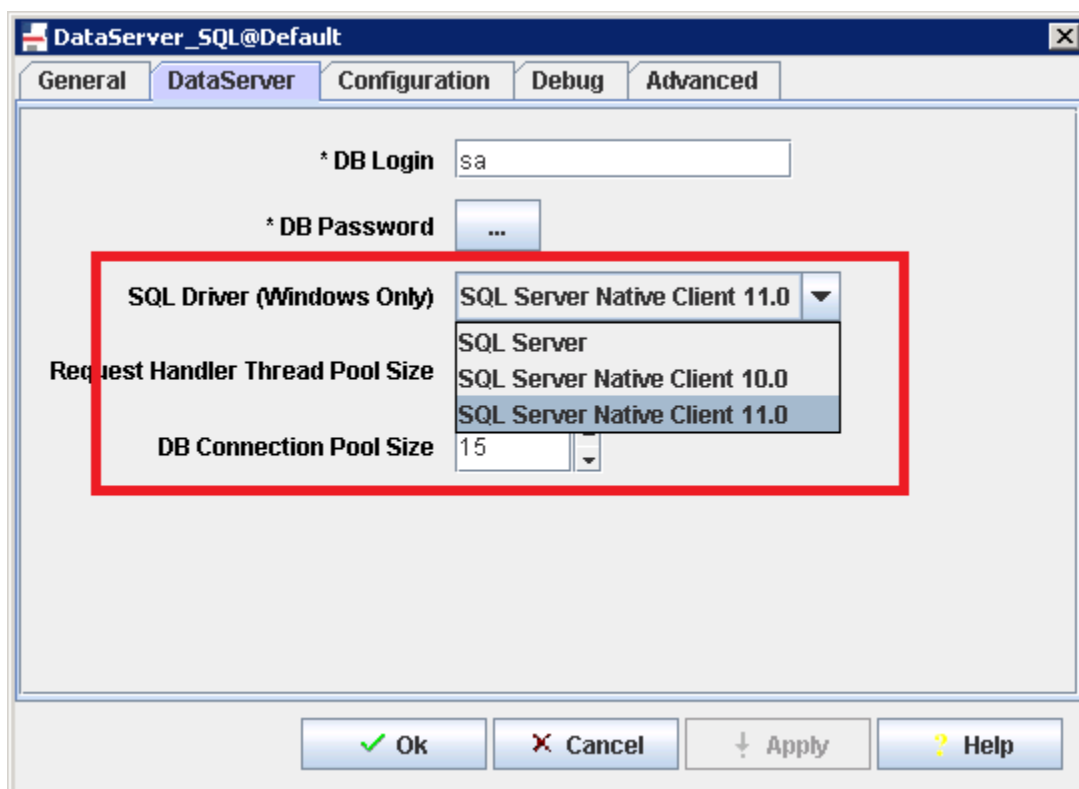 DataServer_SQL@Default
General DataServer Configuration Debug Advanced
* DB Login sa
* DB Password ...
SQL Driver (Windows Only) SQL Server Native Client 11.0
SQL Server
Request Handler Thread Pool Size
SQL Server Native Client 10.0
SQL Server Native Client 11.0
DB Connection Pool Size 15
Ok Cancel Apply ? Help